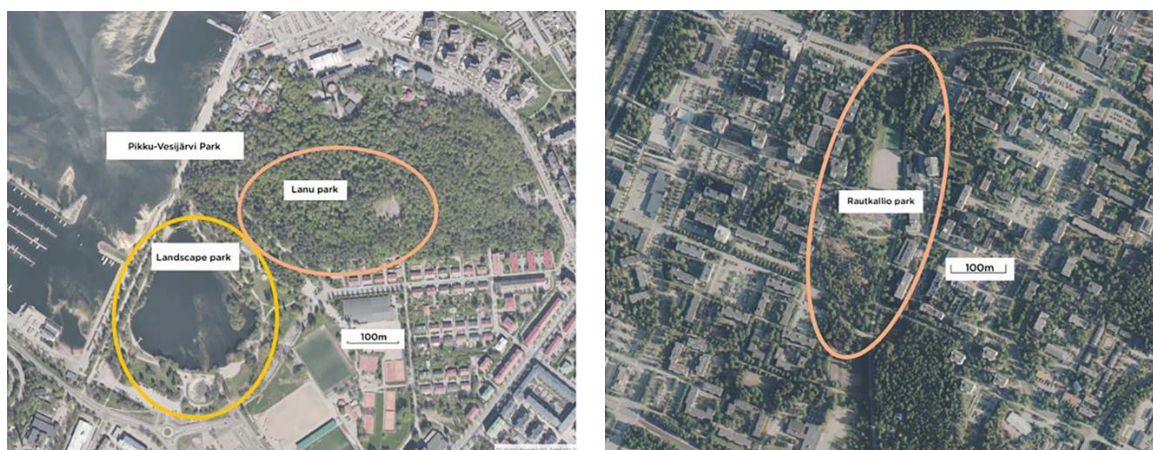 Pikku-Vesijärvi Park
Lanu park
Landscape park
100m
Rautkallio park
100m